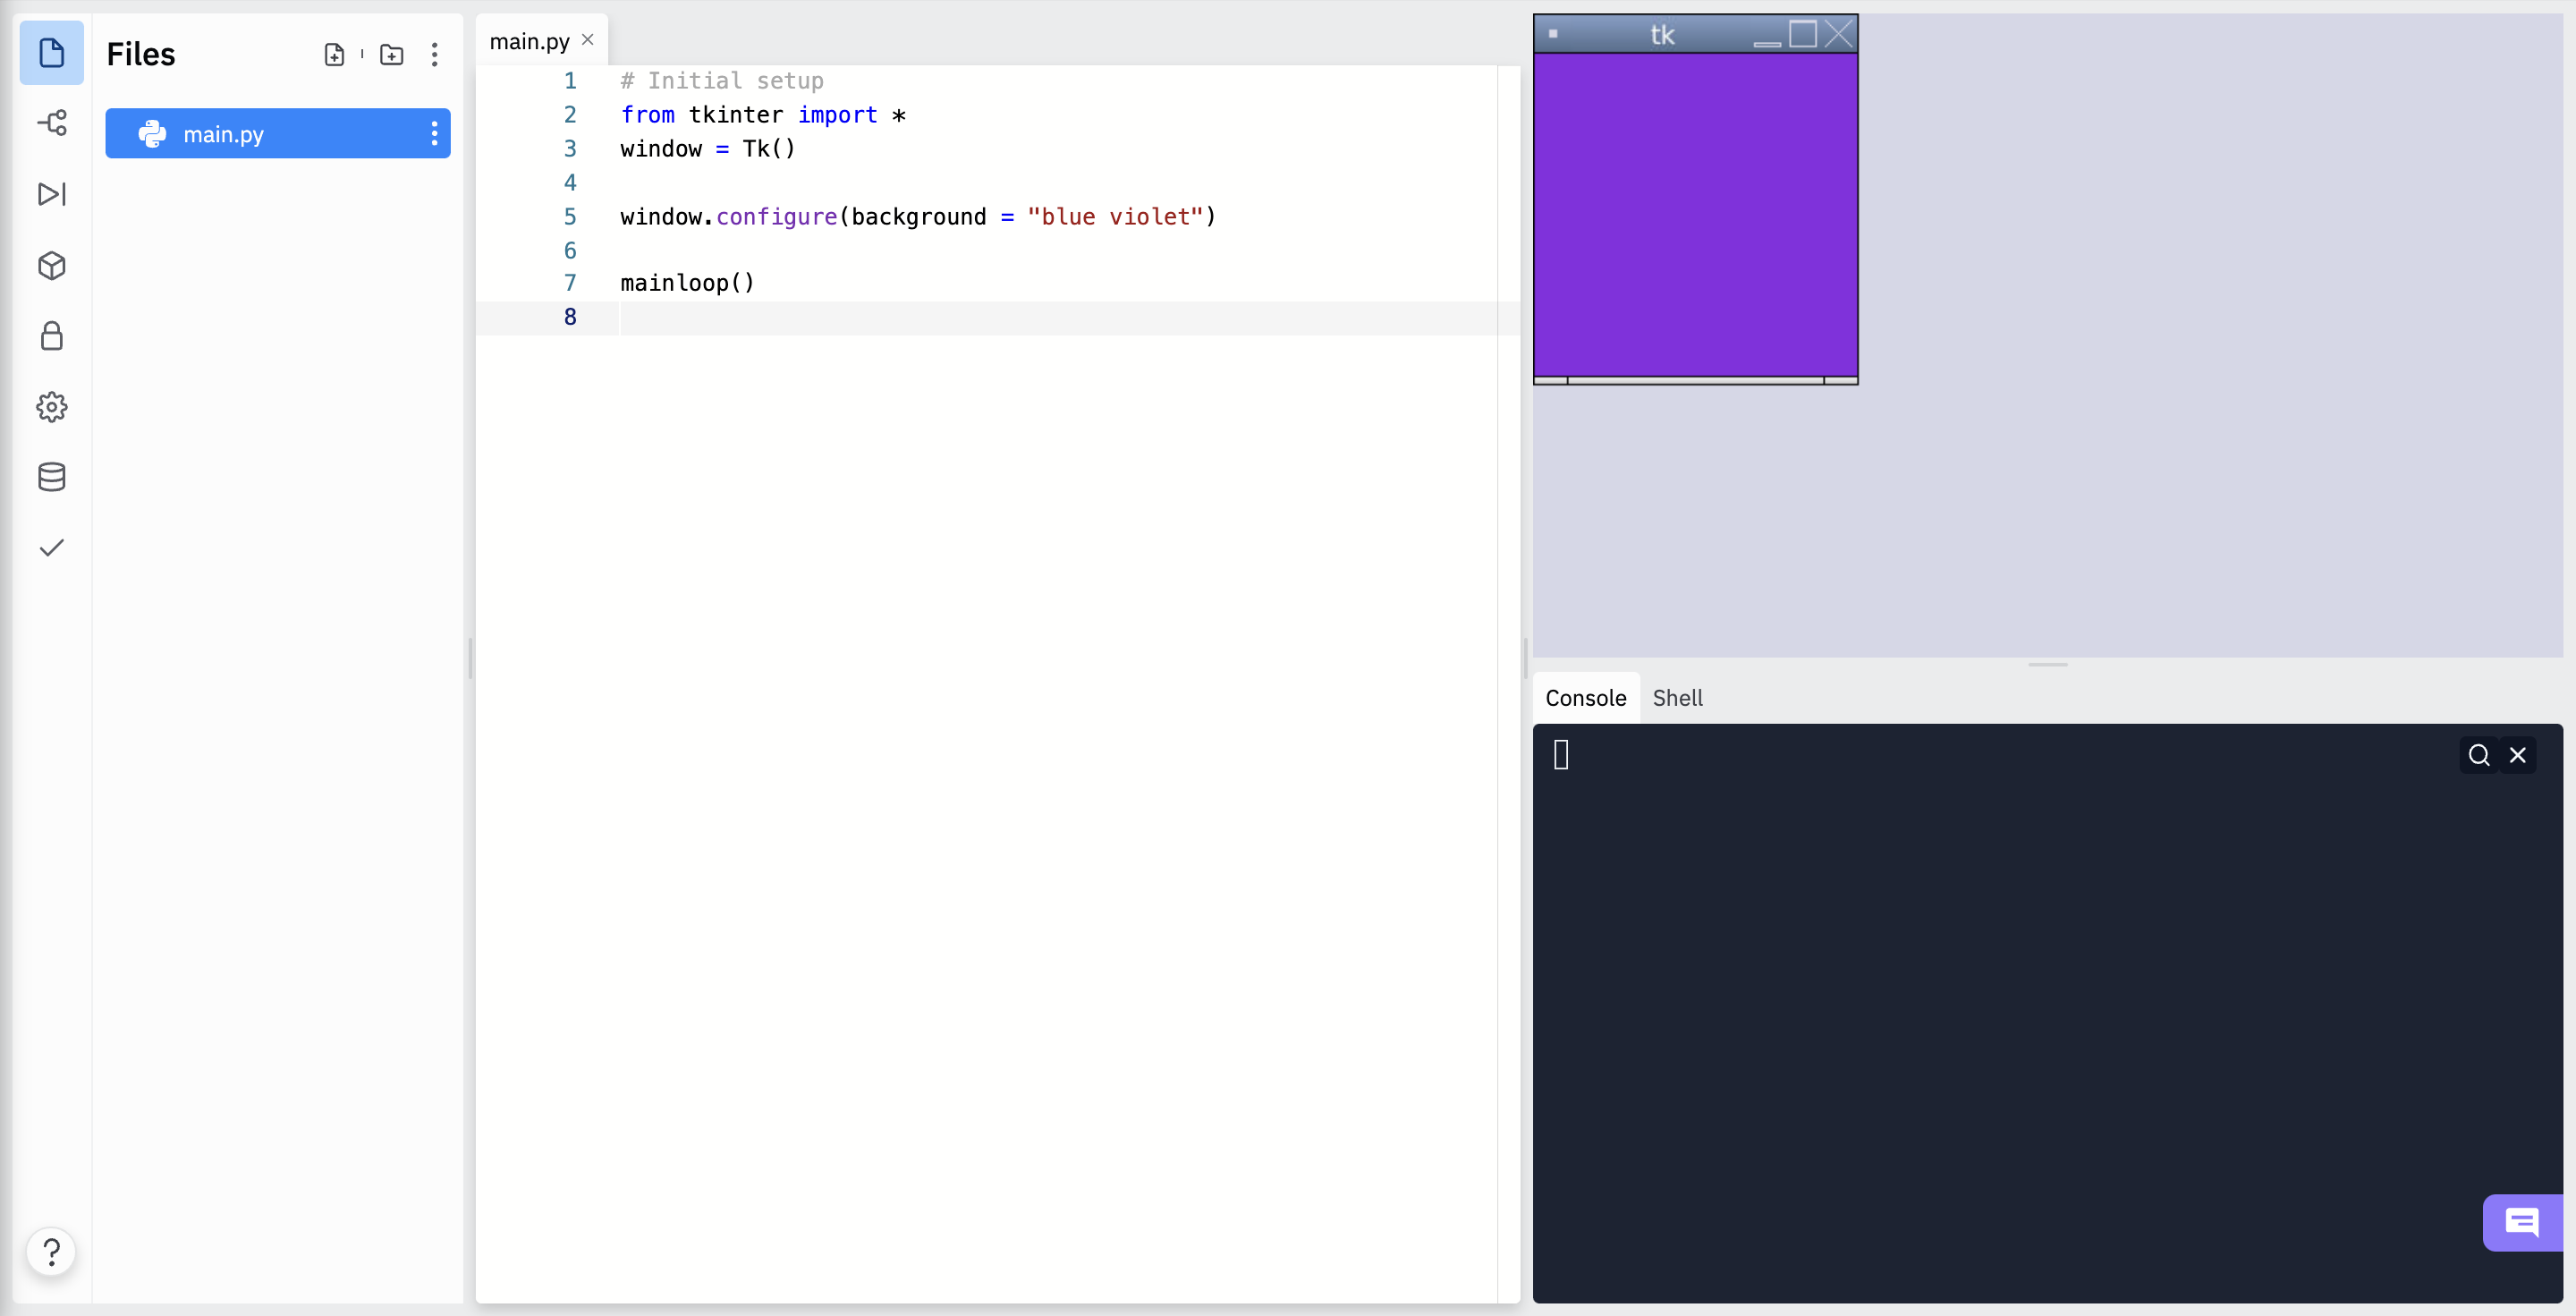 Files
main.py
main.py
1 # Initial setup
2 from tkinter import *
3 window = Tk()
4
5 window.configure(background = "blue violet")
6
7 mainloop()
8
tk
Console Shell
?